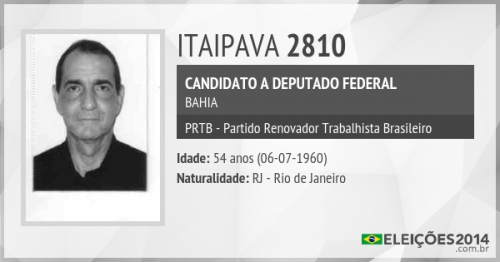 ITAIPAVA 2810
CANDIDATO A DEPUTADO FEDERAL
BAHIA
PRTB - Partido Renovador Trabalhista Brasileiro
Idade: 54 anos (06-07-1960)
Naturalidade: RJ - Rio de Janeiro
ELEIÇÕES2014
.com.br